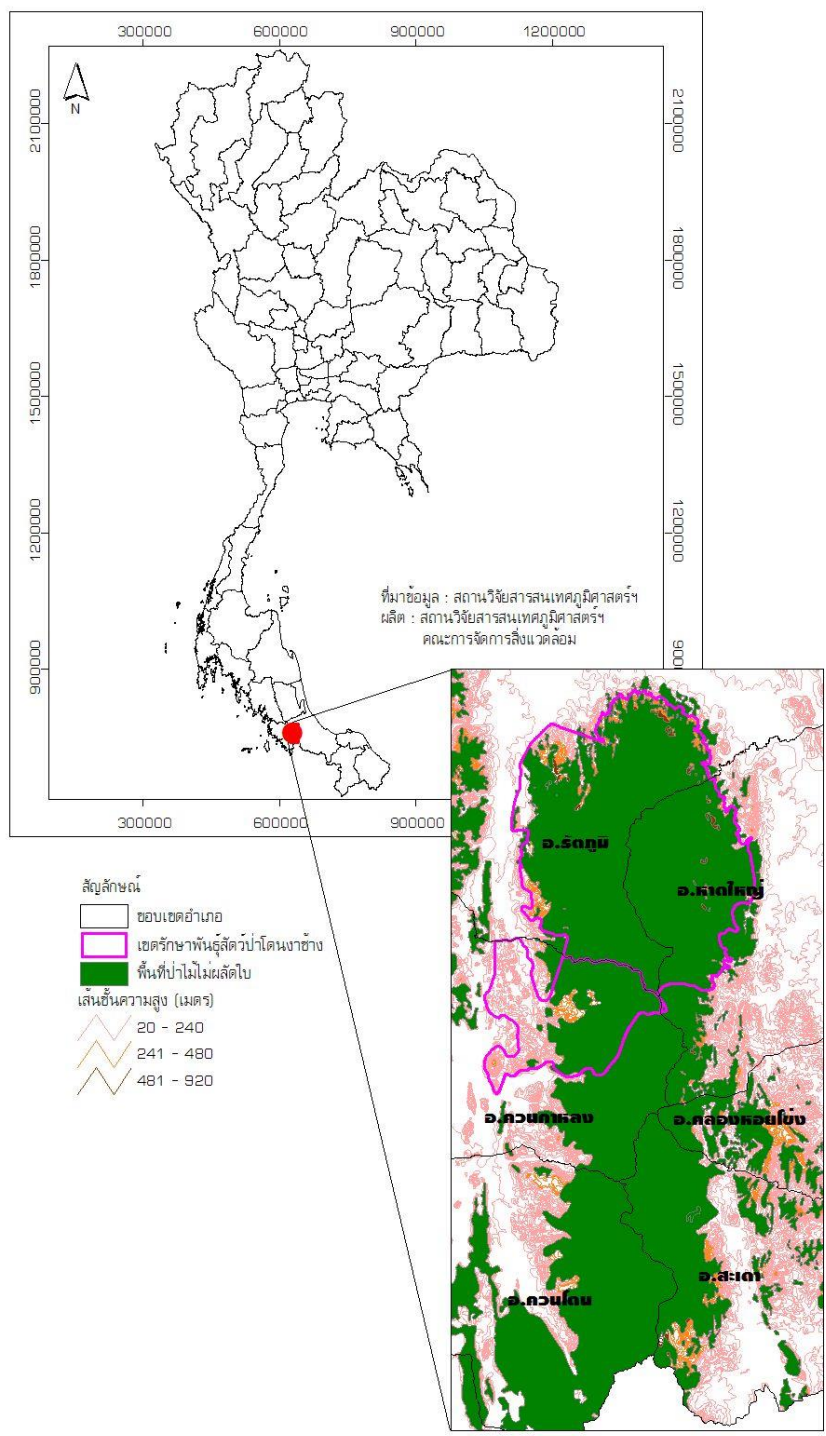 300000 600000 900000 1200000
N
2100000
2100000
1800000
1800000
1500000
1500000
1200000
1200000
900000
900
ที่มาข้อมูล : สถานวิจัยสารสนเทศภูมิศาสตร์ฯ
ผลิต : สถานวิจัยสารสนเทศภูมิศาสตร์ฯ
คณะการจัดการสิ่งแวดล้อม
300000 600000 900000
อ.รัตภูมิ
อ.หาดใหญ่
อ.ควนกาหลง
อ.คลองหอยโข่ง
อ.สะเดา
อ.ควนโดน
สัญลักษณ์
ขอบเขตอำเภอ
เขตรักษาพันธุ์สัตว์ป่าโตนงาช้าง
พื้นที่ป่าไม้ไม่ผลัดใบ
เส้นชั้นความสูง (เมตร)
20 - 240
241 - 480
481 - 920